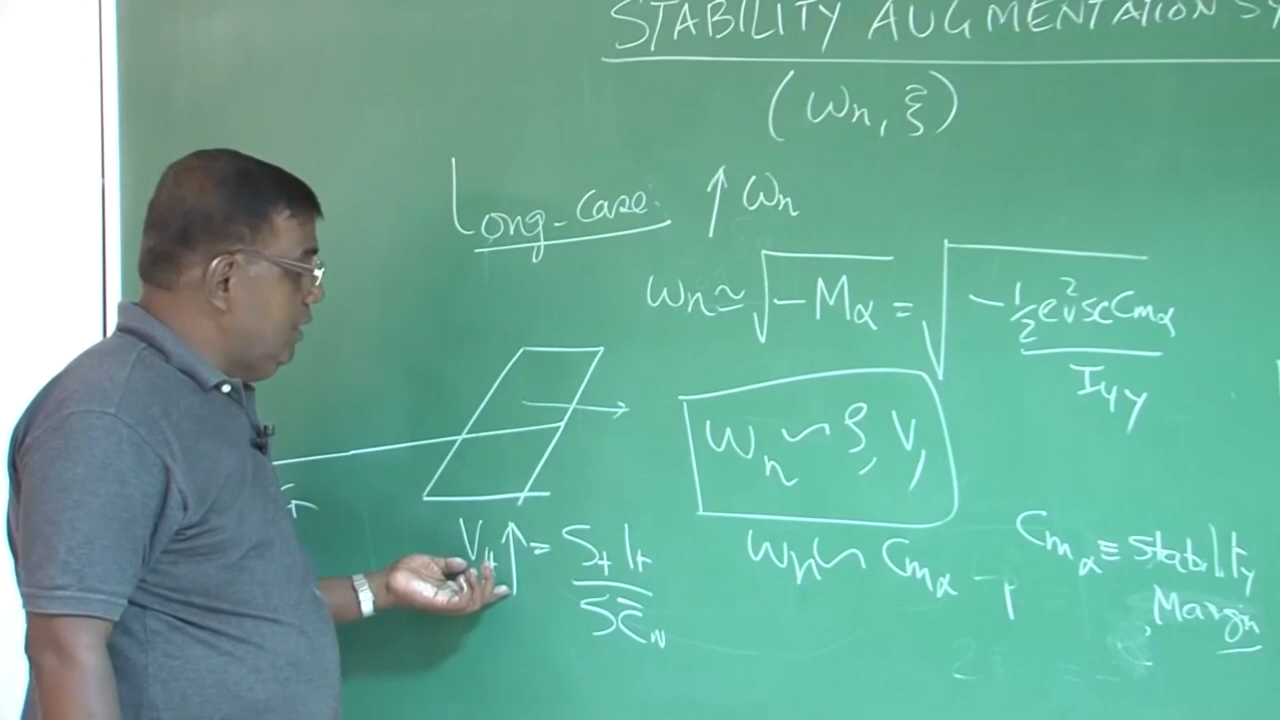 STABILITY AUGMENTATION SY
(ωn, ξ)
Long-case: ↑ ωn
ωn ≃ √-Mα = √(-½ρv²scCmα / Iyy)
ωn ∼ ρ, V,
VH ↑ = St lt / Sc̄w
ωn ∼ Cmα
Cmα ≡ Stability
Margin